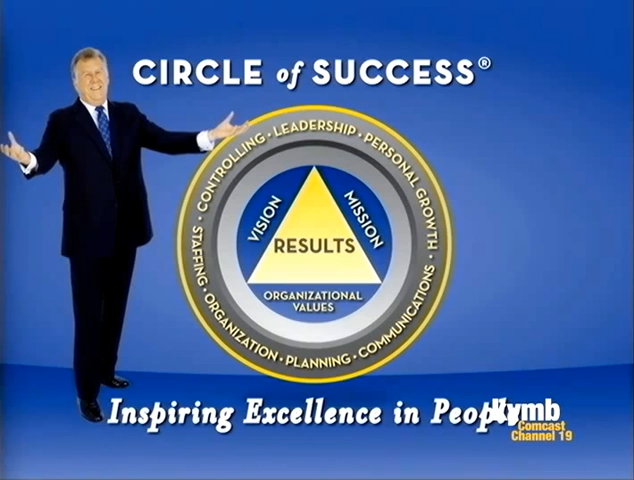 CIRCLE of SUCCESS®
CONTROLLING • LEADERSHIP • PERSONAL GROWTH • COMMUNICATIONS • PLANNING • ORGANIZATION • STAFFING •
VISION
MISSION
RESULTS
ORGANIZATIONAL
VALUES
Inspiring Excellence in People
Comcast
Channel 19